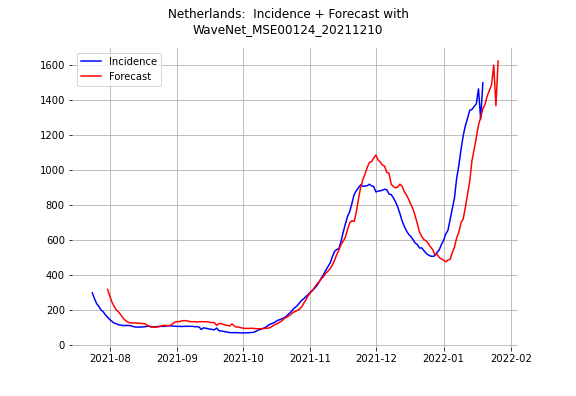 Netherlands:  Incidence + Forecast with
WaveNet_MSE00124_20211210
Incidence
Forecast
1600
1400
1200
1000
800
600
400
200
0
2021-08 2021-09 2021-10 2021-11 2021-12 2022-01 2022-02